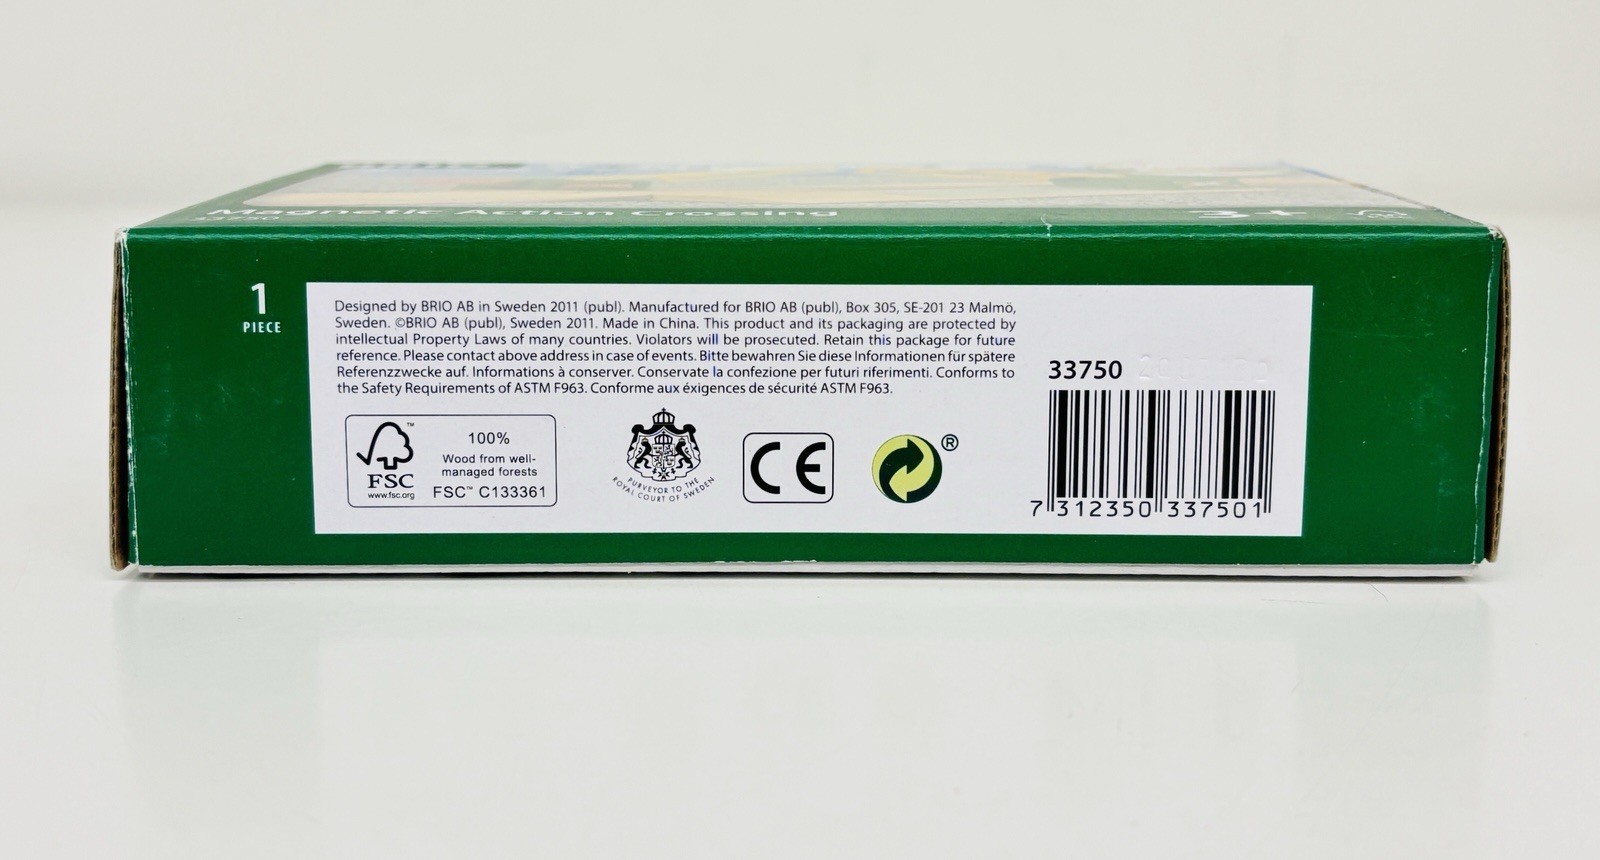 Magnetic Action Crossing
33750
3+
1
PIECE
Designed by BRIO AB in Sweden 2011 (publ). Manufactured for BRIO AB (publ), Box 305, SE-201 23 Malmö,
Sweden. ©BRIO AB (publ), Sweden 2011. Made in China. This product and its packaging are protected by
intellectual Property Laws of many countries. Violators will be prosecuted. Retain this package for future
reference. Please contact above address in case of events. Bitte bewahren Sie diese Informationen für spätere
Referenzzwecke auf. Informations à conserver. Conservate la confezione per futuri riferimenti. Conforms to
the Safety Requirements of ASTM F963. Conforme aux éxigences de sécurité ASTM F963.
FSC
™
www.fsc.org
100%
Wood from well-
managed forests
FSC™ C133361
PURVEYOR TO THE
ROYAL COURT OF SWEDEN
CE
®
33750
7 312350 337501